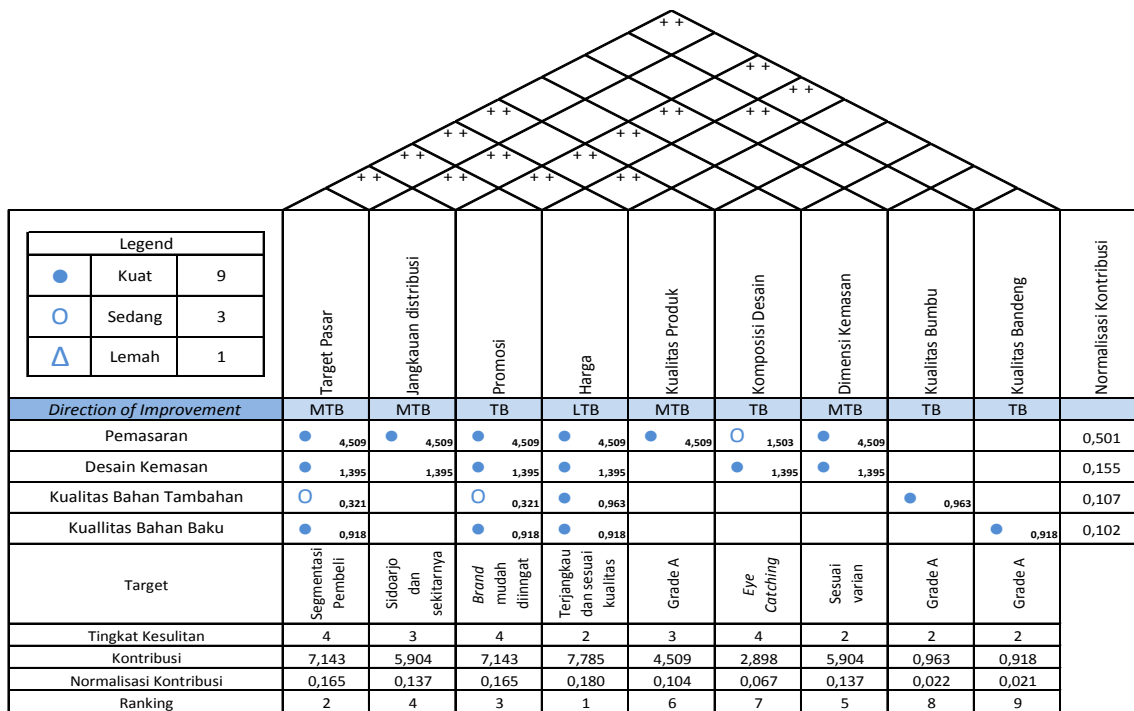 + +
+ +
+ +
+ + + + + +
+ + + +
+ + + + + +
+ + + + + + + +
Legend
● Kuat 9
O Sedang 3
Δ Lemah 1
Target Pasar
Jangkauan distribusi
Promosi
Harga
Kualitas Produk
Komposisi Desain
Dimensi Kemasan
Kualitas Bumbu
Kualitas Bandeng
Normalisasi Kontribusi
Direction of Improvement MTB MTB TB LTB MTB TB MTB TB TB
Pemasaran ● 4,509 ● 4,509 ● 4,509 ● 4,509 ● 4,509 O 1,503 ● 4,509 0,501
Desain Kemasan ● 1,395 1,395 ● 1,395 ● 1,395 ● 1,395 ● 1,395 0,155
Kualitas Bahan Tambahan O 0,321 O 0,321 ● 0,963 ● 0,963 0,107
Kuallitas Bahan Baku ● 0,918 ● 0,918 ● 0,918 ● 0,918 0,102
Target
Segmentasi
Pembeli
Sidoarjo
dan
sekitarnya
Brand
mudah
diinngat
Terjangkau
dan sesuai
kualitas
Grade A
Eye
Catching
Sesuai
varian
Grade A
Grade A
Tingkat Kesulitan 4 3 4 2 3 4 2 2 2
Kontribusi 7,143 5,904 7,143 7,785 4,509 2,898 5,904 0,963 0,918
Normalisasi Kontribusi 0,165 0,137 0,165 0,180 0,104 0,067 0,137 0,022 0,021
Ranking 2 4 3 1 6 7 5 8 9